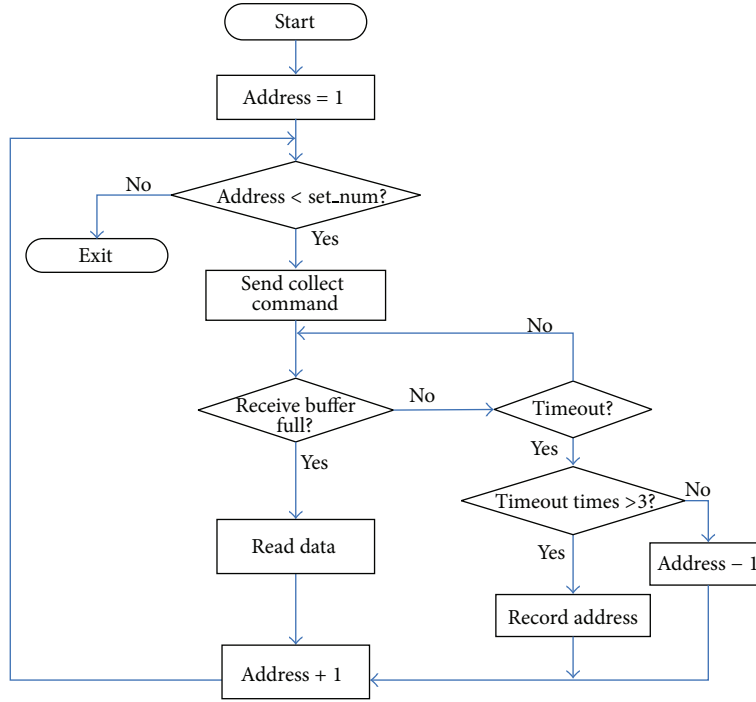 Start
Address = 1
Address < set_num?
No
Yes
Exit
Send collect
command
No
Receive buffer
full?
No
Timeout?
Yes
Yes
Timeout times >3?
No
Read data
Yes
Address − 1
Record address
Address + 1